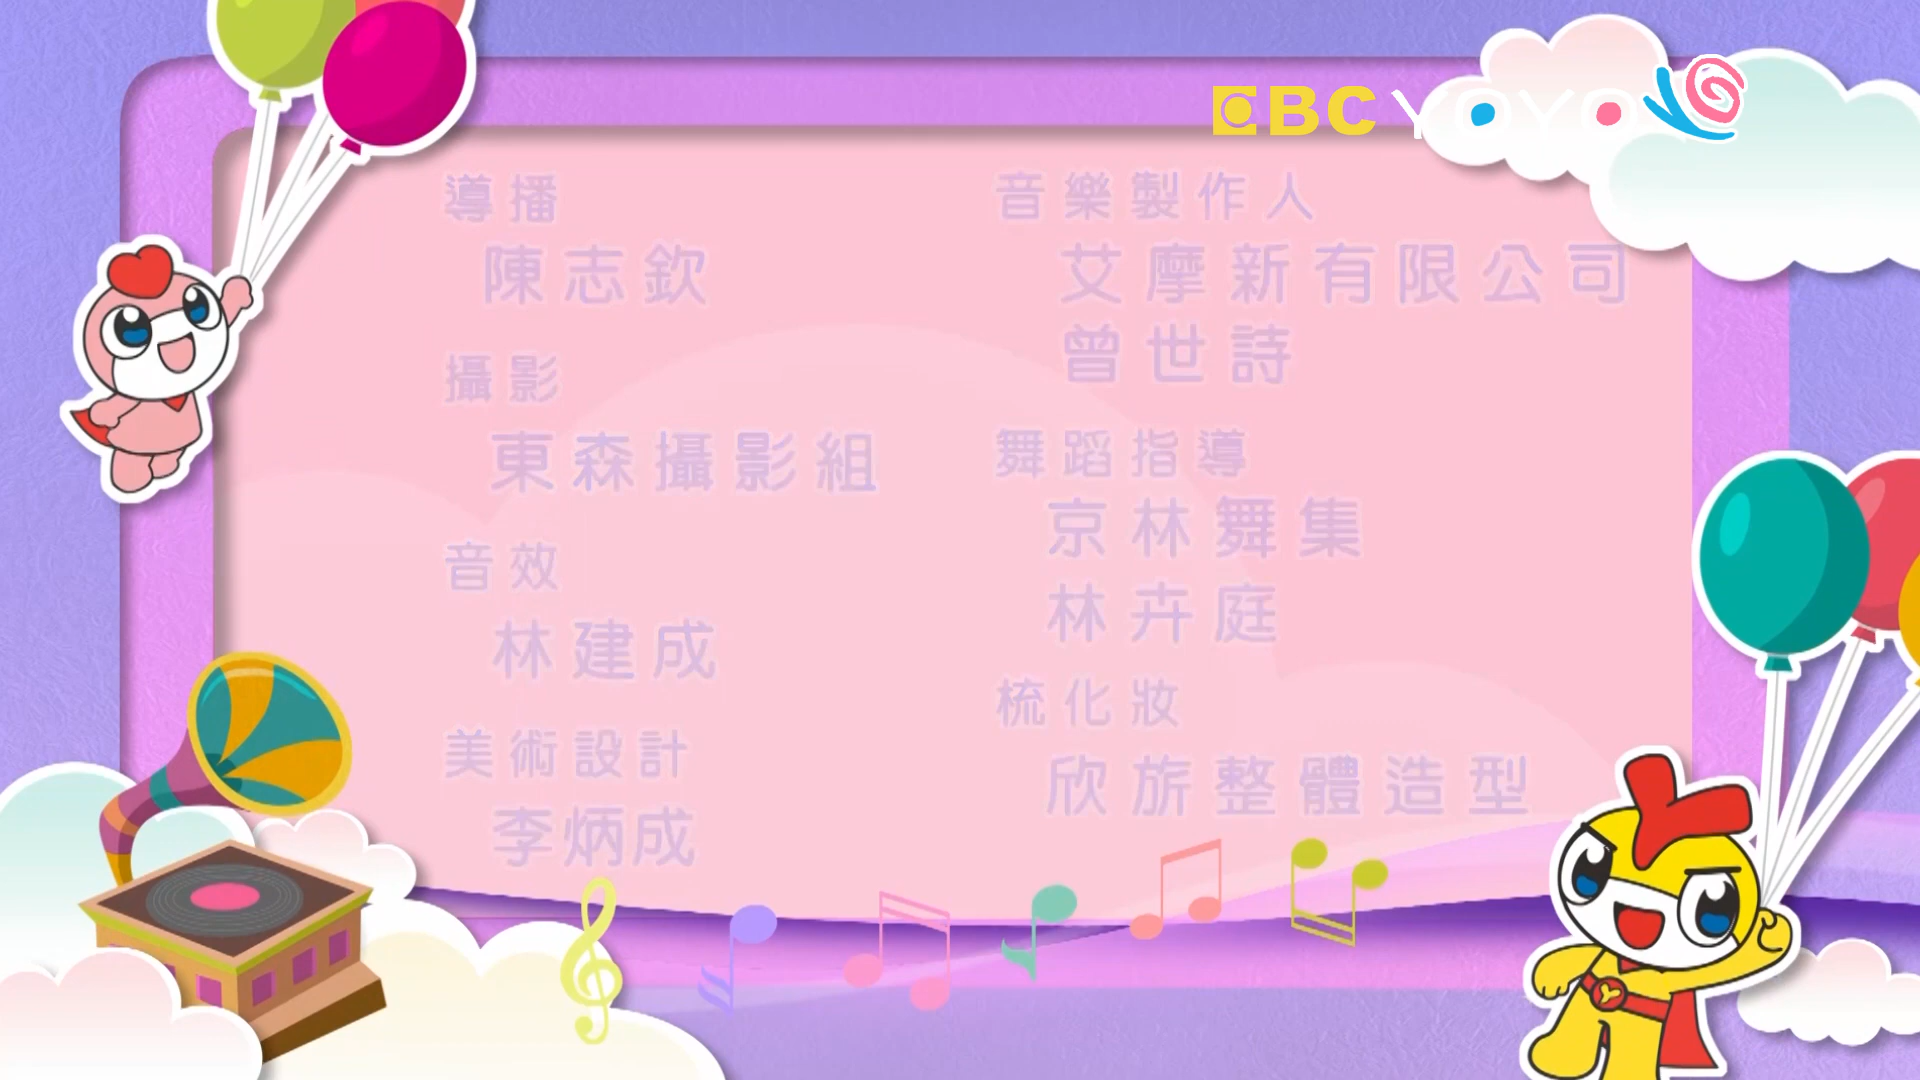 EBC YOYO
導播
陳志欽
攝影
東森攝影組
音效
林建成
美術設計
李炳成
音樂製作人
艾摩新有限公司
曾世詩
舞蹈指導
京林舞集
林卉庭
梳化妝
欣旂整體造型
Y